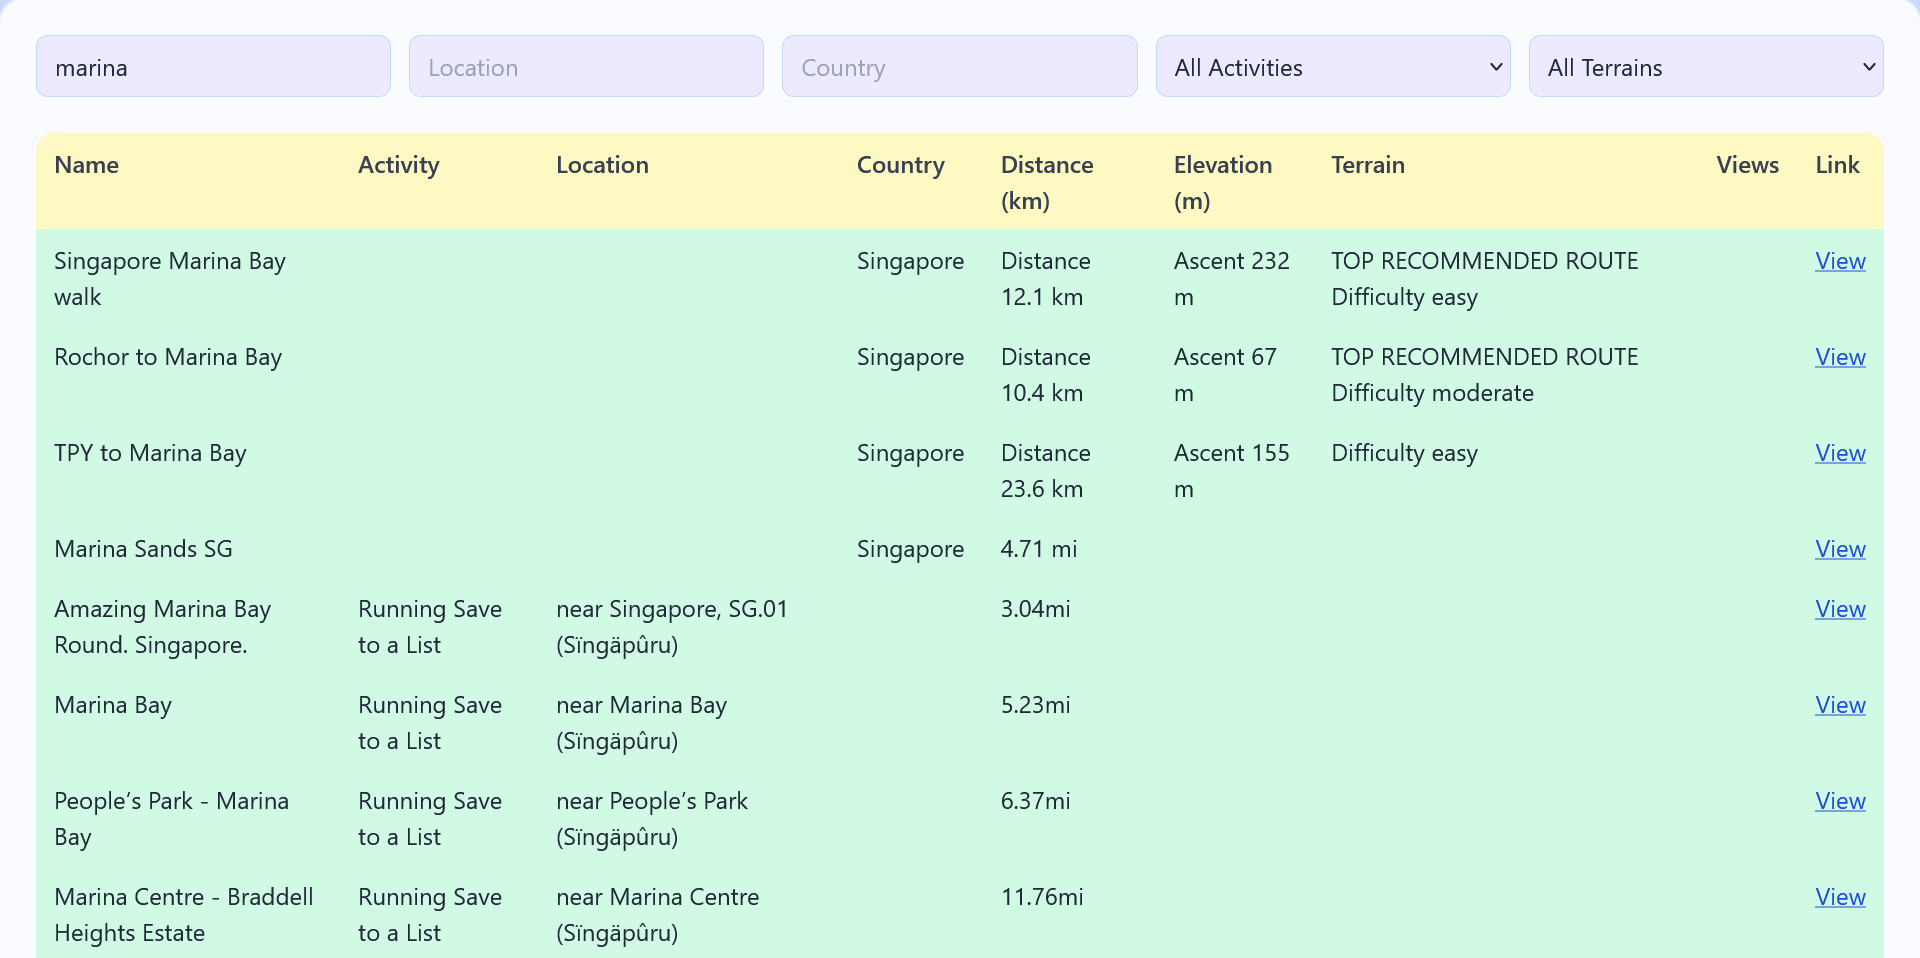 marina
Location
Country
All Activities
All Terrains
Name Activity Location Country Distance (km) Elevation (m) Terrain Views Link
Singapore Marina Bay walk Singapore Distance 12.1 km Ascent 232 m TOP RECOMMENDED ROUTE Difficulty easy View
Rochor to Marina Bay Singapore Distance 10.4 km Ascent 67 m TOP RECOMMENDED ROUTE Difficulty moderate View
TPY to Marina Bay Singapore Distance 23.6 km Ascent 155 m Difficulty easy View
Marina Sands SG Singapore 4.71 mi View
Amazing Marina Bay Round. Singapore. Running Save to a List near Singapore, SG.01 (Sïngäpûru) 3.04mi View
Marina Bay Running Save to a List near Marina Bay (Sïngäpûru) 5.23mi View
People’s Park - Marina Bay Running Save to a List near People’s Park (Sïngäpûru) 6.37mi View
Marina Centre - Braddell Heights Estate Running Save to a List near Marina Centre (Sïngäpûru) 11.76mi View